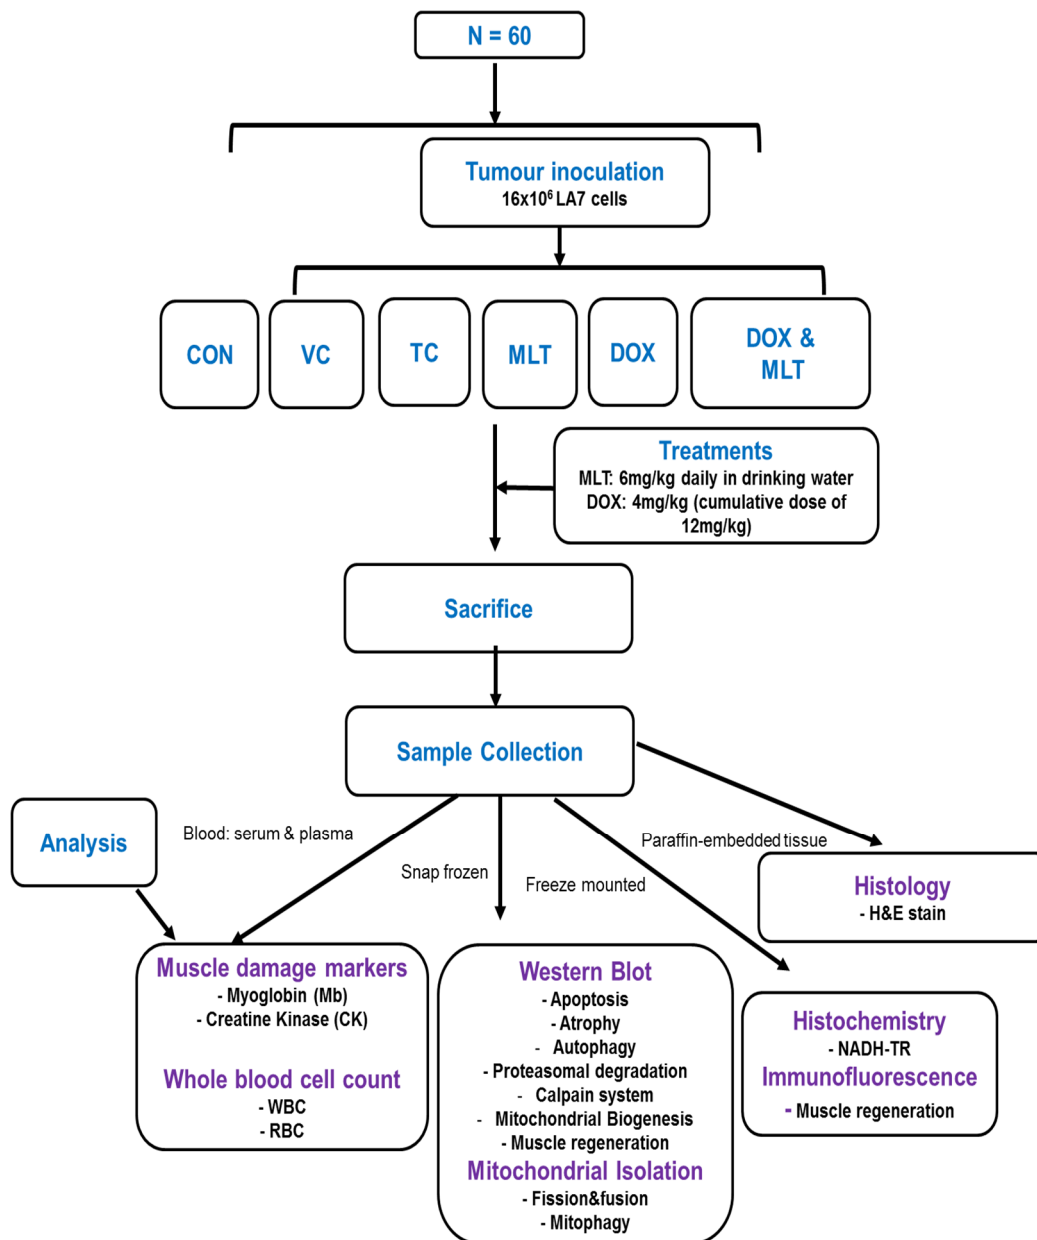 N = 60
Tumour inoculation
16x10⁶ LA7 cells
CON
VC
TC
MLT
DOX
DOX &
MLT
Treatments
MLT: 6mg/kg daily in drinking water
DOX: 4mg/kg (cumulative dose of
12mg/kg)
Sacrifice
Sample Collection
Analysis
Blood: serum & plasma
Snap frozen
Freeze mounted
Paraffin-embedded tissue
Histology
- H&E stain
Muscle damage markers
- Myoglobin (Mb)
- Creatine Kinase (CK)
Whole blood cell count
- WBC
- RBC
Western Blot
- Apoptosis
- Atrophy
- Autophagy
- Proteasomal degradation
- Calpain system
- Mitochondrial Biogenesis
- Muscle regeneration
Mitochondrial Isolation
- Fission&fusion
- Mitophagy
Histochemistry
- NADH-TR
Immunofluorescence
- Muscle regeneration